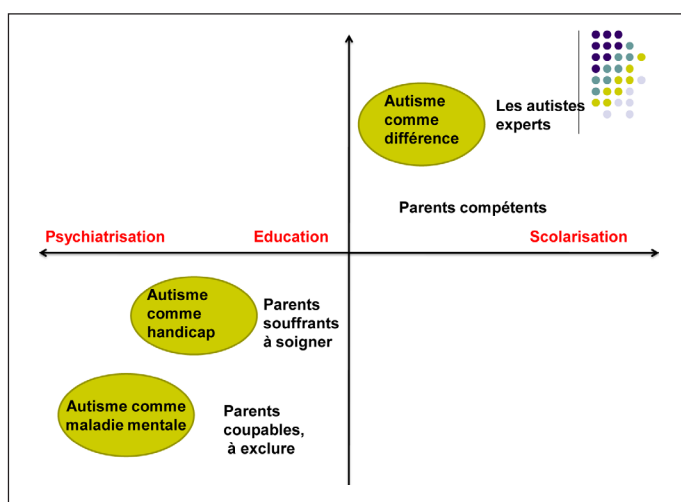 Autisme
comme
différence
Les autistes
experts
Parents compétents
Psychiatrisation
Education
Scolarisation
Autisme
comme
handicap
Parents
souffrants
à soigner
Autisme comme
maladie mentale
Parents
coupables,
à exclure